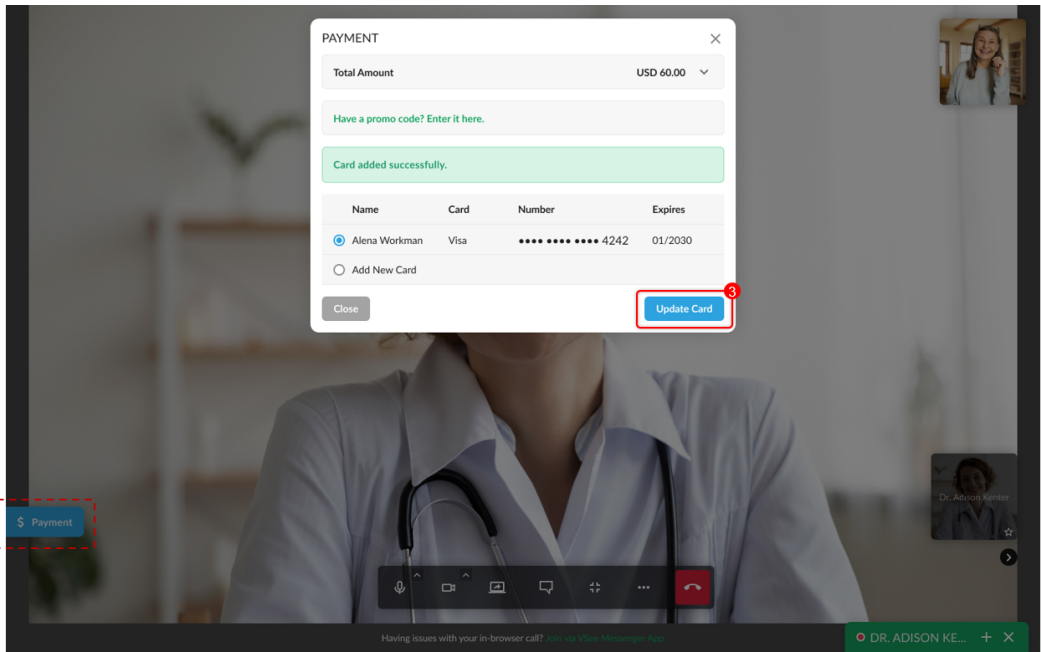 PAYMENT
Total Amount USD 60.00
Have a promo code? Enter it here.
Card added successfully.
Name Card Number Expires
Alena Workman Visa •••• •••• •••• 4242 01/2030
Add New Card
3
Close Update Card
Dr. Adison Kenter
$ Payment
Having issues with your in-browser call? Join via VSee Messenger App
DR. ADISON KE...